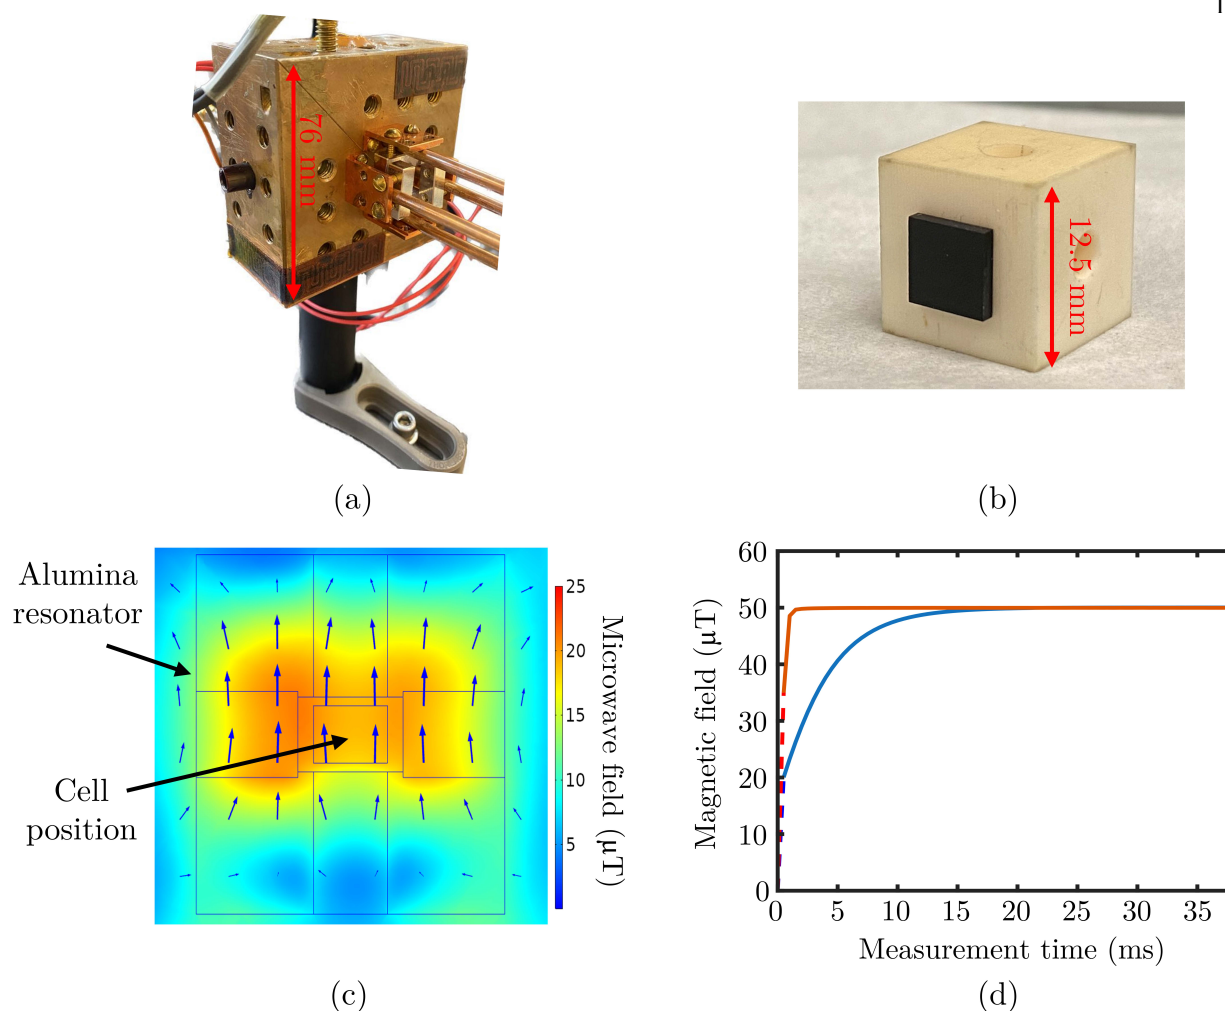 76 mm
12.5 mm
(a)
(b)
Alumina
resonator
Cell
position
25
20
15
10
5
Microwave field (μT)
60
50
40
30
20
10
0
Magnetic field (μT)
0 5 10 15 20 25 30 35
Measurement time (ms)
(c)
(d)